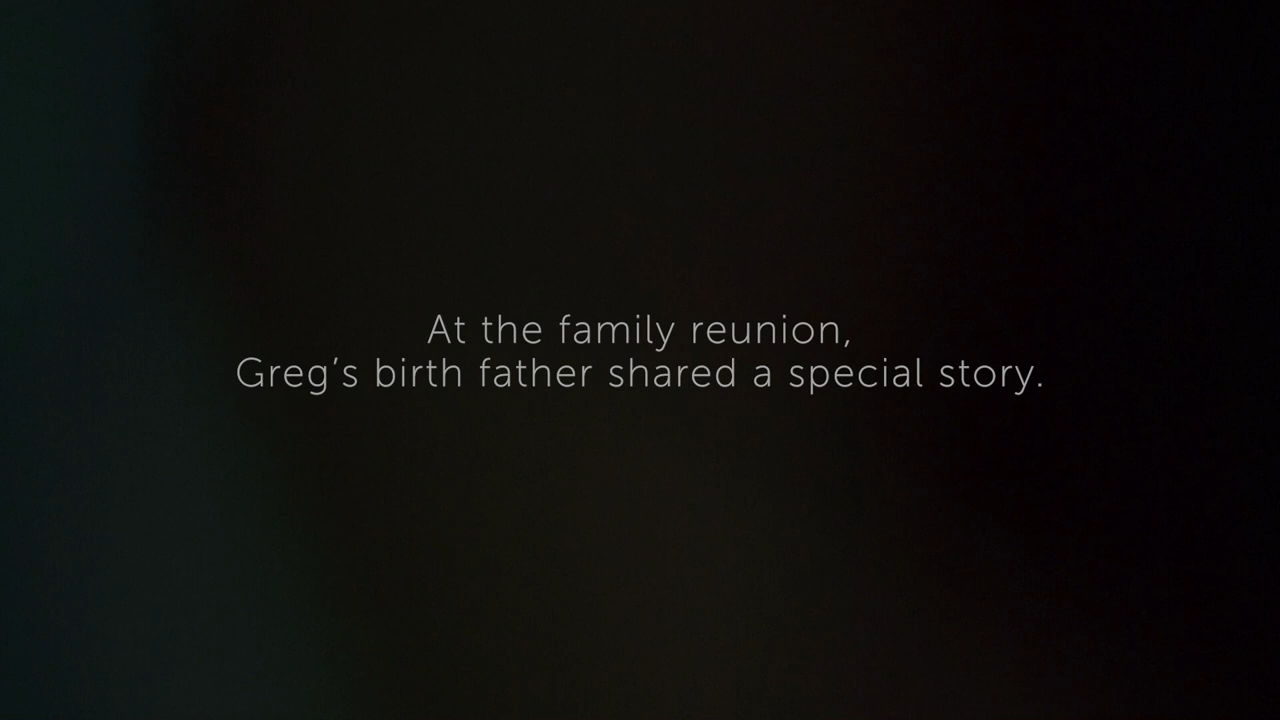 At the family reunion,
Greg’s birth father shared a special story.